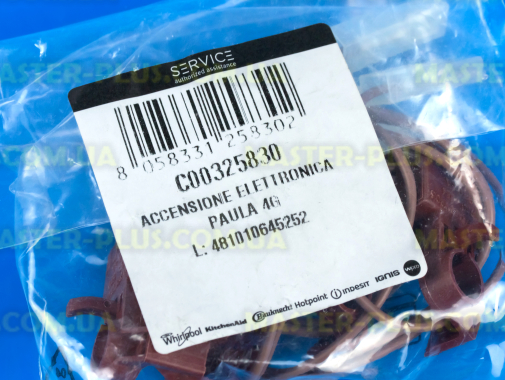 SERVICE
authorized assistance
8 058331 258302
C00325830
ACCENSIONE ELETTRONICA
PAULA 4G
L. 481010645252
Whirlpool KitchenAid Bauknecht Hotpoint indesit IGNIS
MASTER-PLUS.COM.UA